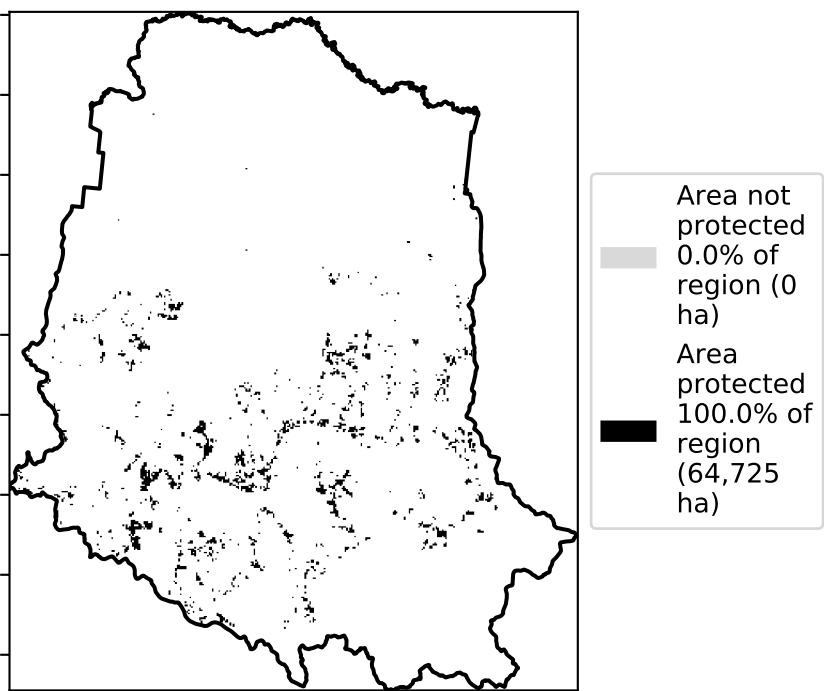 Area not
protected
0.0% of
region (0
ha)
Area
protected
100.0% of
region
(64,725
ha)